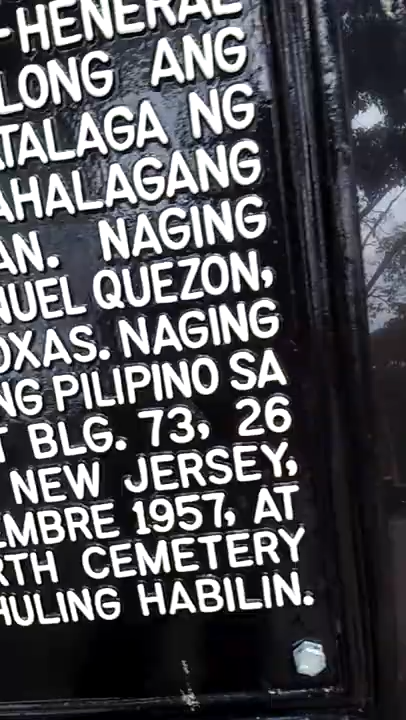 -HENERAL
LONG ANG
TALAGA NG
AHALAGANG
AN. NAGING
NUEL QUEZON,
OXAS. NAGING
NG PILIPINO SA
T BLG. 73, 26
NEW JERSEY,
EMBRE 1957, AT
RTH CEMETERY
HULING HABILIN.